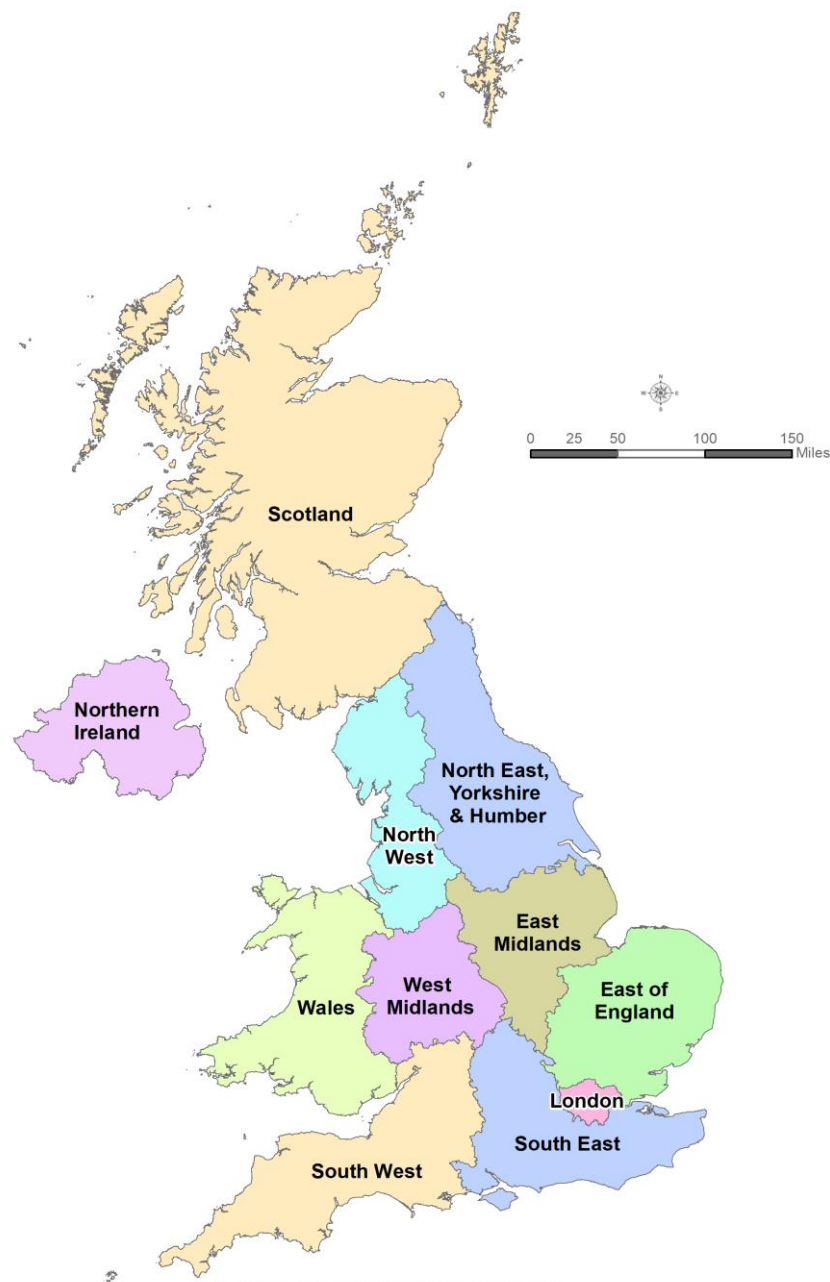 N
W E
S
0 25 50 100 150
Miles
Scotland
Northern
Ireland
North East,
Yorkshire
& Humber
North
West
East
Midlands
West
Midlands
East of
England
Wales
London
South East
South West